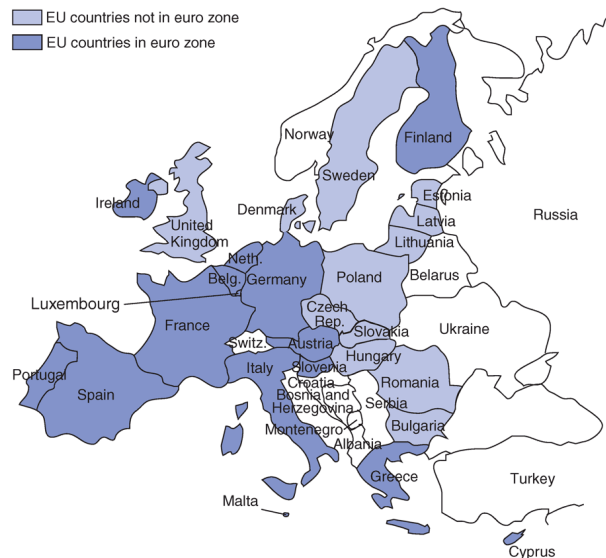 EU countries not in euro zone
EU countries in euro zone
Norway
Finland
Sweden
Estonia
Ireland
Denmark
Latvia
Russia
United
Kingdom
Lithuania
Neth.
Belg.
Germany
Poland
Belarus
Luxembourg
Czech
Rep.
France
Slovakia
Ukraine
Switz.
Austria
Hungary
Italy
Slovenia
Portugal
Spain
Croatia
Bosnia and
Herzegovina
Romania
Serbia
Montenegro
Bulgaria
Albania
Greece
Turkey
Malta
Cyprus